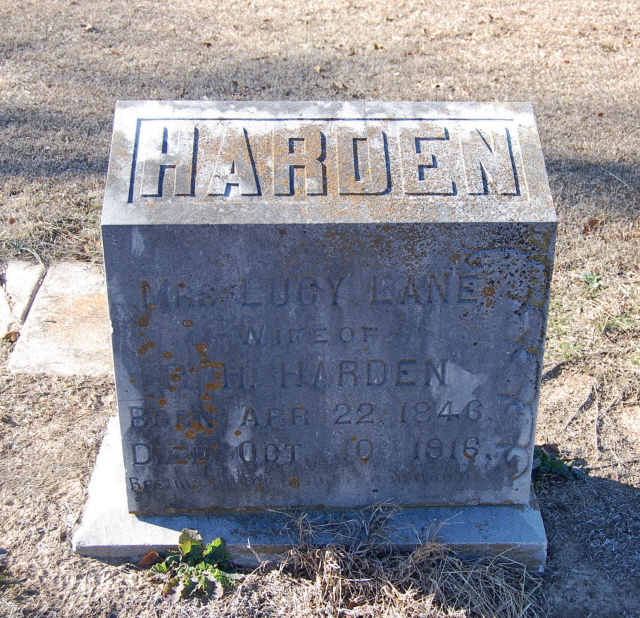 HARDEN
MRS. LUCY LANE
WIFE OF
H. HARDEN
BORN APR 22, 1846.
DIED OCT. 10 1916.